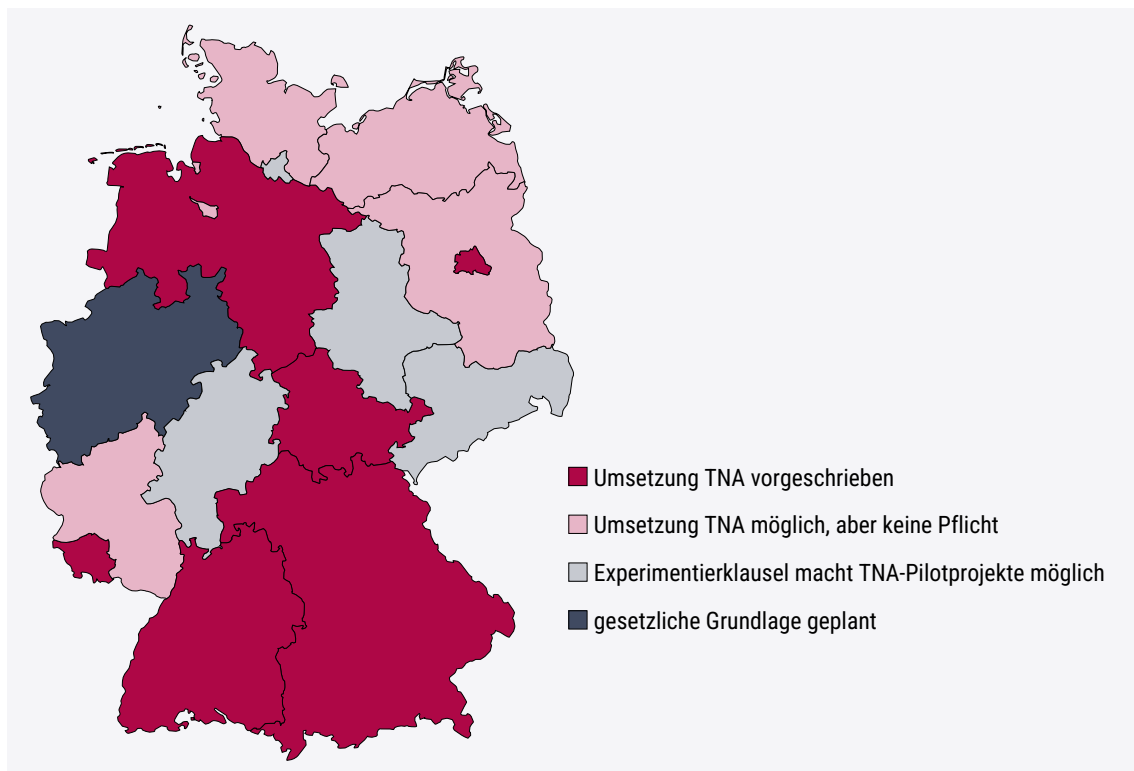 Umsetzung TNA vorgeschrieben
Umsetzung TNA möglich, aber keine Pflicht
Experimentierklausel macht TNA-Pilotprojekte möglich
gesetzliche Grundlage geplant